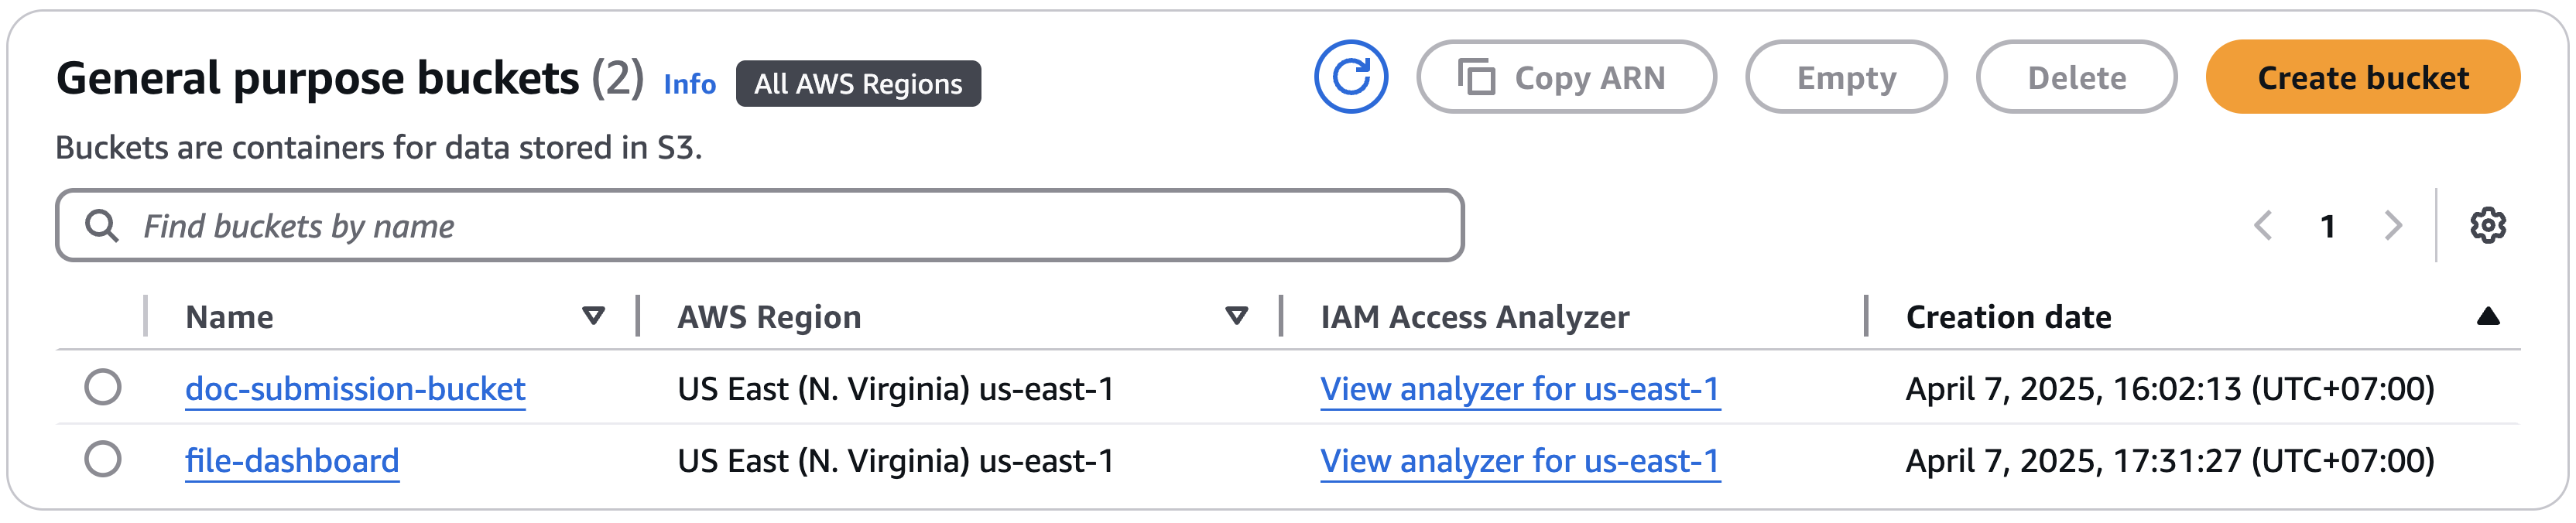 General purpose buckets (2) Info All AWS Regions Copy ARN Empty Delete Create bucket
Buckets are containers for data stored in S3.
Find buckets by name 1
Name AWS Region IAM Access Analyzer Creation date
doc-submission-bucket US East (N. Virginia) us-east-1 View analyzer for us-east-1 April 7, 2025, 16:02:13 (UTC+07:00)
file-dashboard US East (N. Virginia) us-east-1 View analyzer for us-east-1 April 7, 2025, 17:31:27 (UTC+07:00)